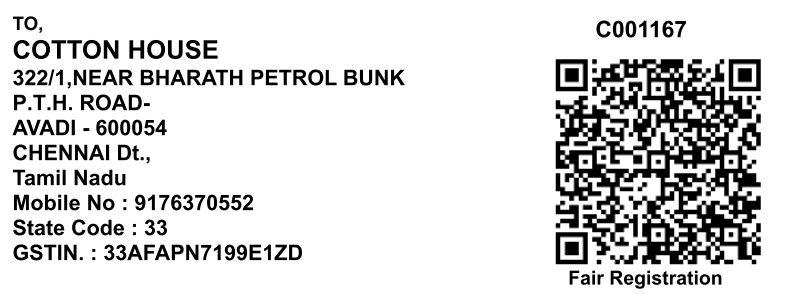 TO,
COTTON HOUSE
322/1,NEAR BHARATH PETROL BUNK
P.T.H. ROAD-
AVADI - 600054
CHENNAI Dt.,
Tamil Nadu
Mobile No : 9176370552
State Code : 33
GSTIN. : 33AFAPN7199E1ZD
C001167
Fair Registration